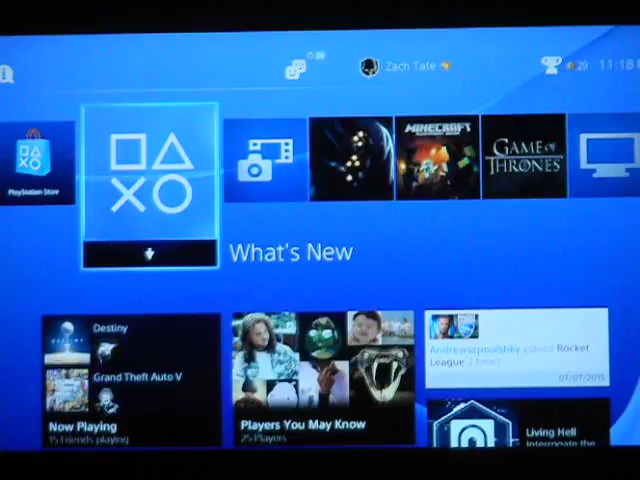 Zach Tate
29
11:18
PlayStation Store
MINECRAFT
GAME OF
THRONES
What's New
Destiny
Grand Theft Auto V
Now Playing
15 Friends playing
Players You May Know
25 Players
Andrewszpoulshky played Rocket
League 2 times.
07/07/2015
Living Hell
Interrogate the